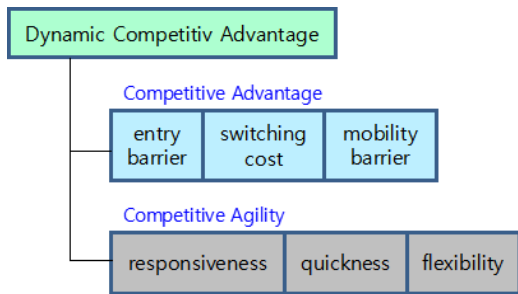 Dynamic Competitiv Advantage
Competitive Advantage
entry barrier
switching cost
mobility barrier
Competitive Agility
responsiveness
quickness
flexibility